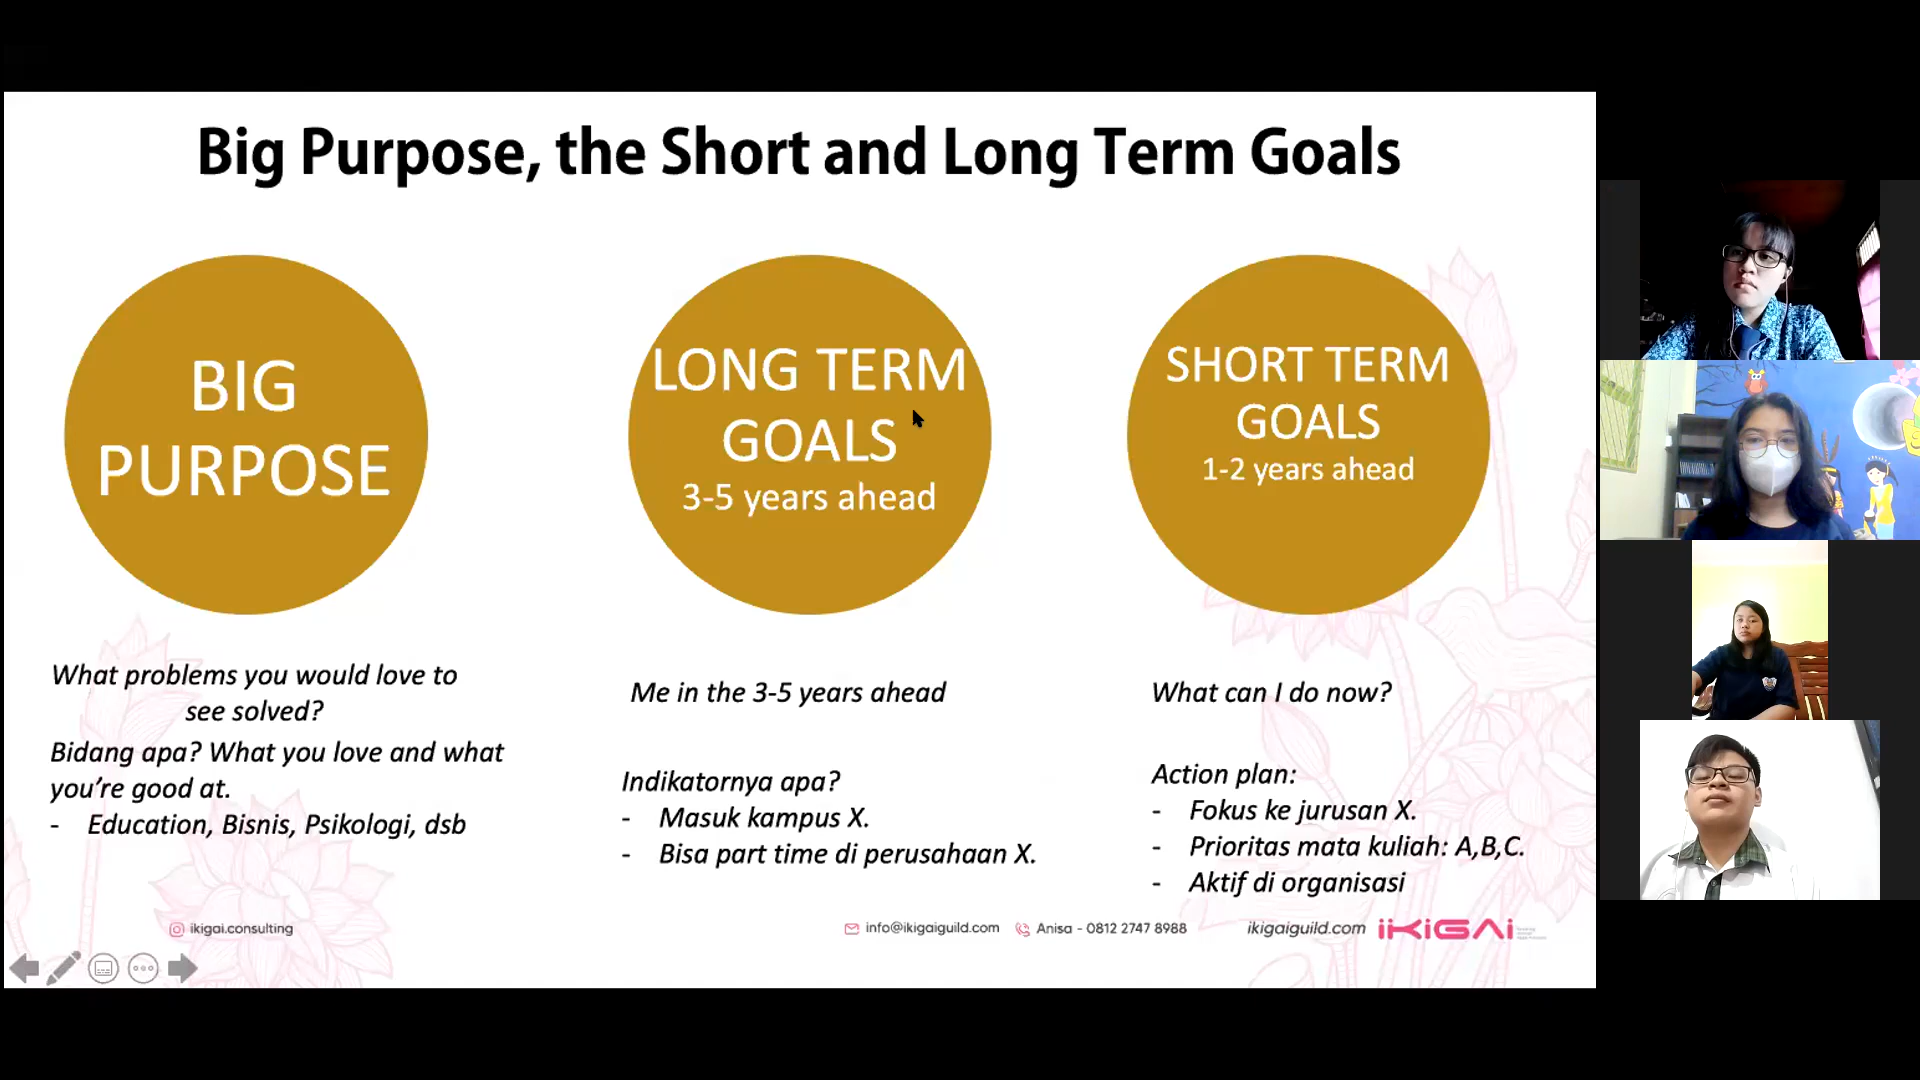 Big Purpose, the Short and Long Term Goals
BIG
PURPOSE
What problems you would love to
see solved?
Bidang apa? What you love and what
you're good at.
- Education, Bisnis, Psikologi, dsb
LONG TERM
GOALS
3-5 years ahead
Me in the 3-5 years ahead
Indikatornya apa?
- Masuk kampus X.
- Bisa part time di perusahaan X.
SHORT TERM
GOALS
1-2 years ahead
What can I do now?
Action plan:
- Fokus ke jurusan X.
- Prioritas mata kuliah: A,B,C.
- Aktif di organisasi
ikigai.consulting
info@ikigaiguild.com
Anisa - 0812 2747 8988
ikigaiguild.com
iKiGAi